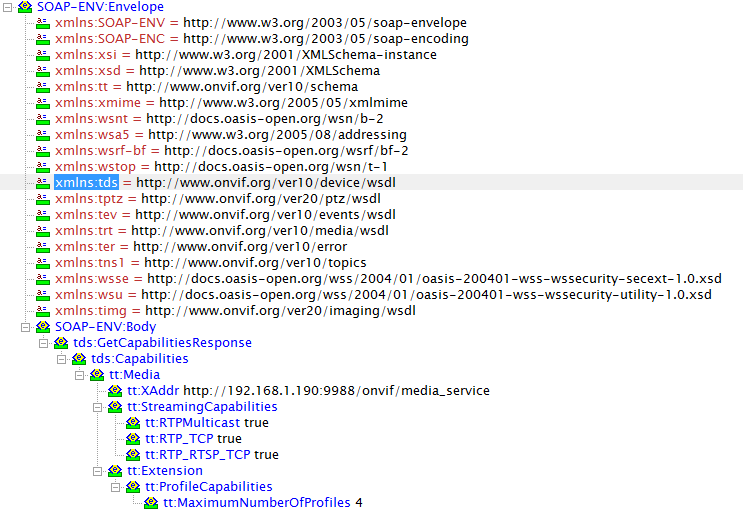 SOAP-ENV:Envelope
xmlns:SOAP-ENV = http://www.w3.org/2003/05/soap-envelope
xmlns:SOAP-ENC = http://www.w3.org/2003/05/soap-encoding
xmlns:xsi = http://www.w3.org/2001/XMLSchema-instance
xmlns:xsd = http://www.w3.org/2001/XMLSchema
xmlns:tt = http://www.onvif.org/ver10/schema
xmlns:xmime = http://www.w3.org/2005/05/xmlmime
xmlns:wsnt = http://docs.oasis-open.org/wsn/b-2
xmlns:wsa5 = http://www.w3.org/2005/08/addressing
xmlns:wsrf-bf = http://docs.oasis-open.org/wsrf/bf-2
xmlns:wstop = http://docs.oasis-open.org/wsn/t-1
xmlns:tds = http://www.onvif.org/ver10/device/wsdl
xmlns:tptz = http://www.onvif.org/ver20/ptz/wsdl
xmlns:tev = http://www.onvif.org/ver10/events/wsdl
xmlns:trt = http://www.onvif.org/ver10/media/wsdl
xmlns:ter = http://www.onvif.org/ver10/error
xmlns:tns1 = http://www.onvif.org/ver10/topics
xmlns:wsse = http://docs.oasis-open.org/wss/2004/01/oasis-200401-wss-wssecurity-secext-1.0.xsd
xmlns:wsu = http://docs.oasis-open.org/wss/2004/01/oasis-200401-wss-wssecurity-utility-1.0.xsd
xmlns:timg = http://www.onvif.org/ver20/imaging/wsdl
SOAP-ENV:Body
tds:GetCapabilitiesResponse
tds:Capabilities
tt:Media
tt:XAddr http://192.168.1.190:9988/onvif/media_service
tt:StreamingCapabilities
tt:RTPMulticast true
tt:RTP_TCP true
tt:RTP_RTSP_TCP true
tt:Extension
tt:ProfileCapabilities
tt:MaximumNumberOfProfiles 4